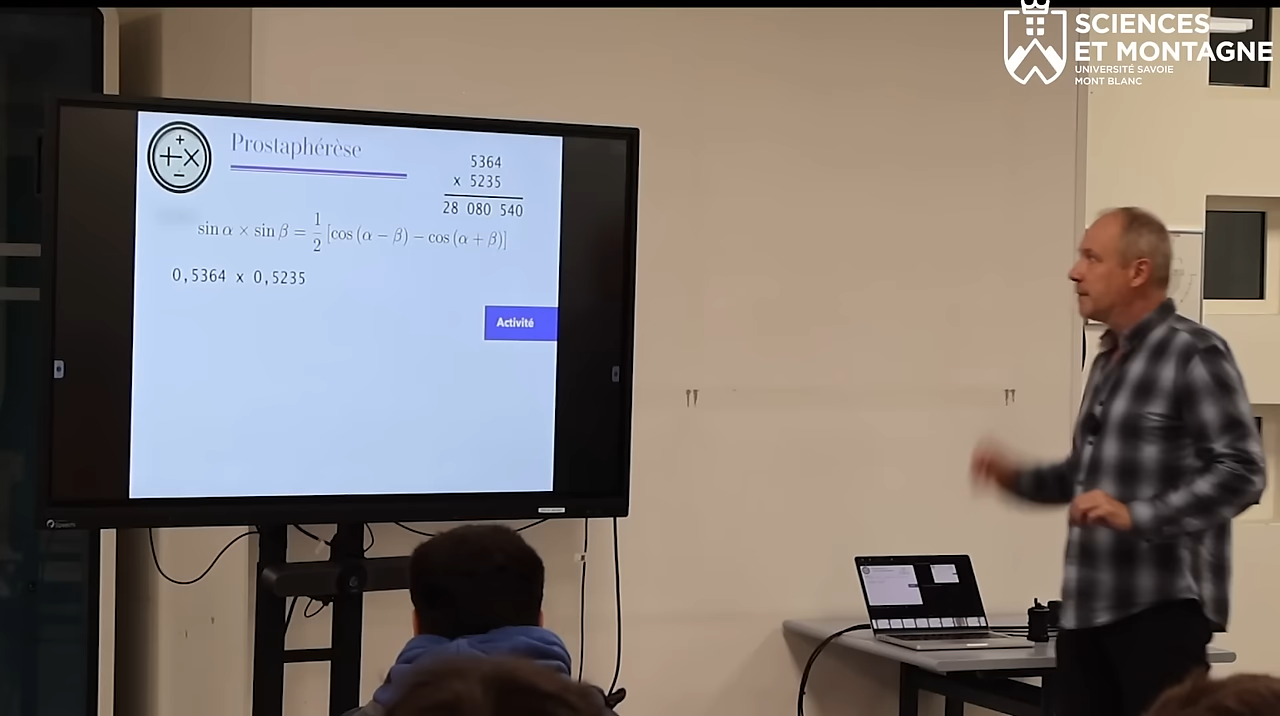 SCIENCES
ET MONTAGNE
UNIVERSITÉ SAVOIE
MONT BLANC
Prostaphérèse
5364
x 5235
28 080 540
sin α × sin β = 1/2 [cos (α − β) − cos (α + β)]
0,5364 x 0,5235
Activité